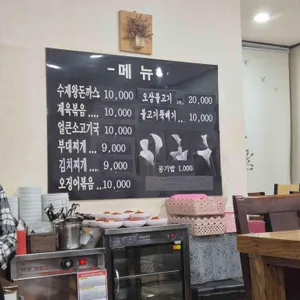 - 메 뉴 -
수제왕돈까스 10,000
제육볶음 .... 10,000
얼큰소고기국 10,000
부대찌개 ... 9,000
김치찌개 ... 9,000
오징어볶음 .. 10,000
오삼불고기 20,000
불고기뚝배기 .. 10,000
공기밥 1,000